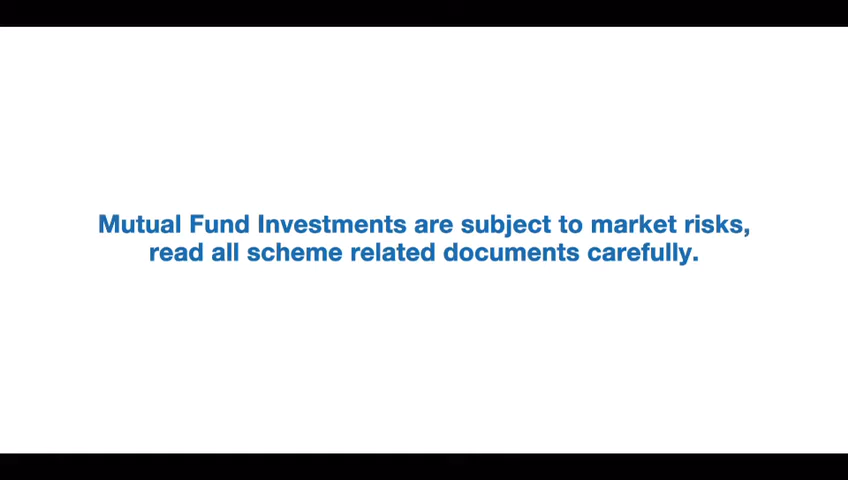 Mutual Fund Investments are subject to market risks,
read all scheme related documents carefully.